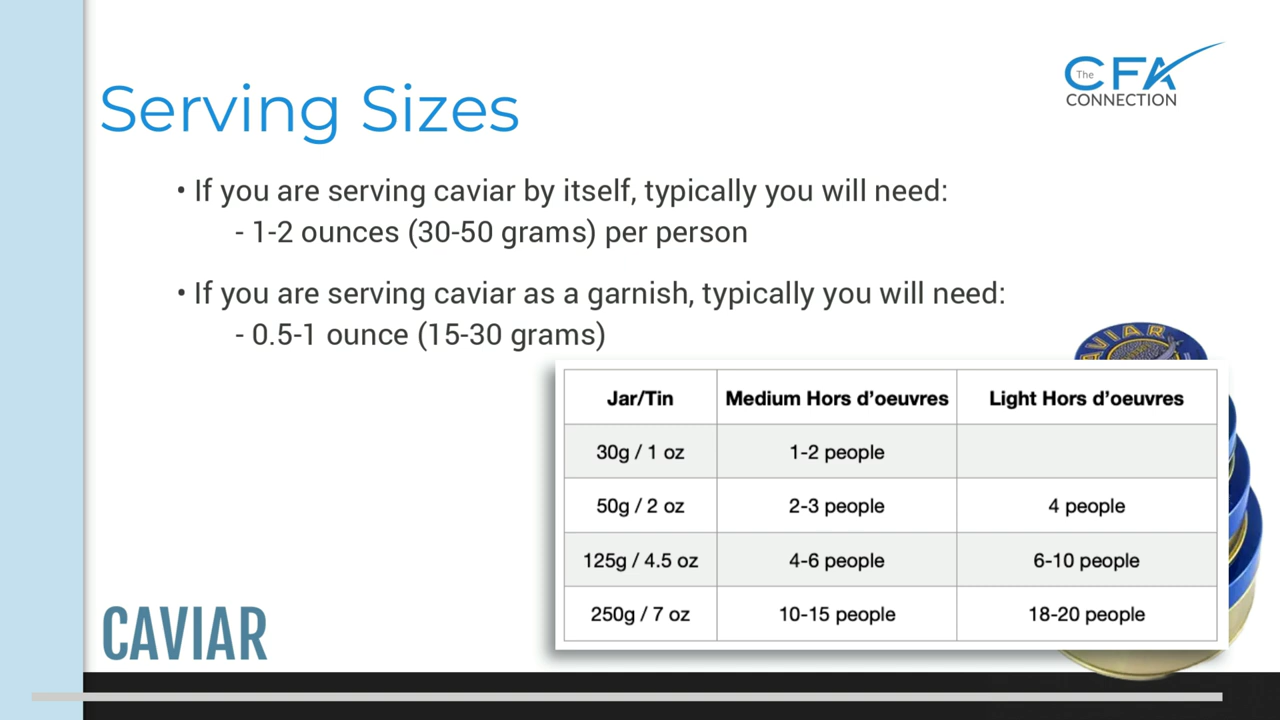 The
CFA
CONNECTION
Serving Sizes
• If you are serving caviar by itself, typically you will need:
- 1-2 ounces (30-50 grams) per person
• If you are serving caviar as a garnish, typically you will need:
- 0.5-1 ounce (15-30 grams)
CAVIAR
Jar/Tin Medium Hors d’oeuvres Light Hors d’oeuvres
30g / 1 oz 1-2 people
50g / 2 oz 2-3 people 4 people
125g / 4.5 oz 4-6 people 6-10 people
250g / 7 oz 10-15 people 18-20 people
CAVIAR